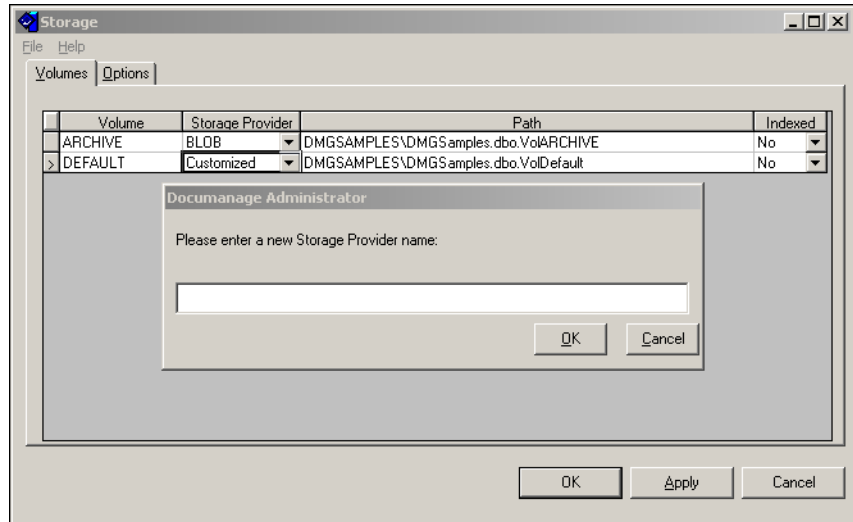 Storage
File Help
Volumes Options
Volume Storage Provider Path Indexed
ARCHIVE BLOB DMGSAMPLES\DMGSamples.dbo.VolARCHIVE No
> DEFAULT Customized DMGSAMPLES\DMGSamples.dbo.VolDefault No
Documanage Administrator
Please enter a new Storage Provider name:
OK Cancel
OK Apply Cancel